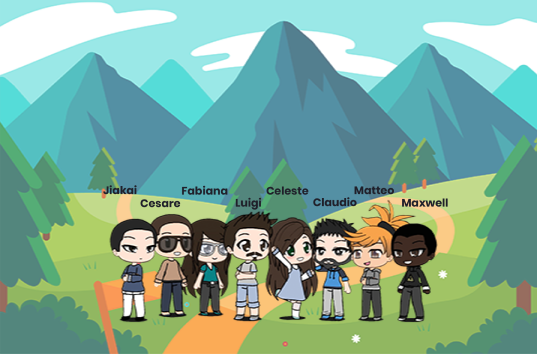 Jiakai
Cesare
Fabiana
Luigi
Celeste
Claudio
Matteo
Maxwell